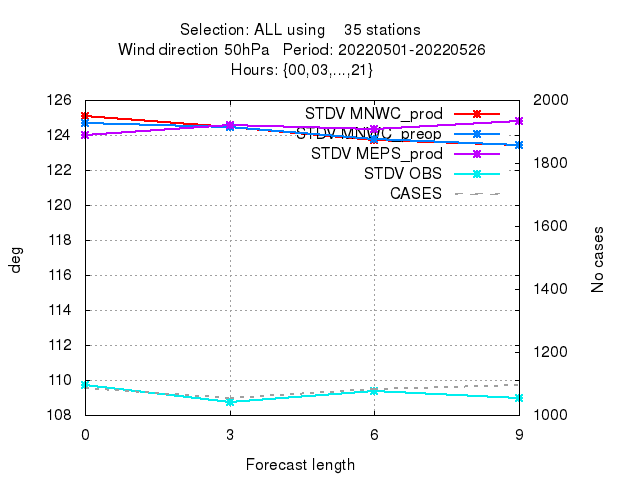 Selection: ALL using    35 stations
Wind direction 50hPa   Period: 20220501-20220526
Hours: {00,03,...,21}
126
124
122
120
118
116
114
112
110
108
2000
1800
1600
1400
1200
1000
deg
No cases
STDV MNWC_prod
STDV MNWC_preop
STDV MEPS_prod
STDV OBS
CASES
0
3
6
9
Forecast length